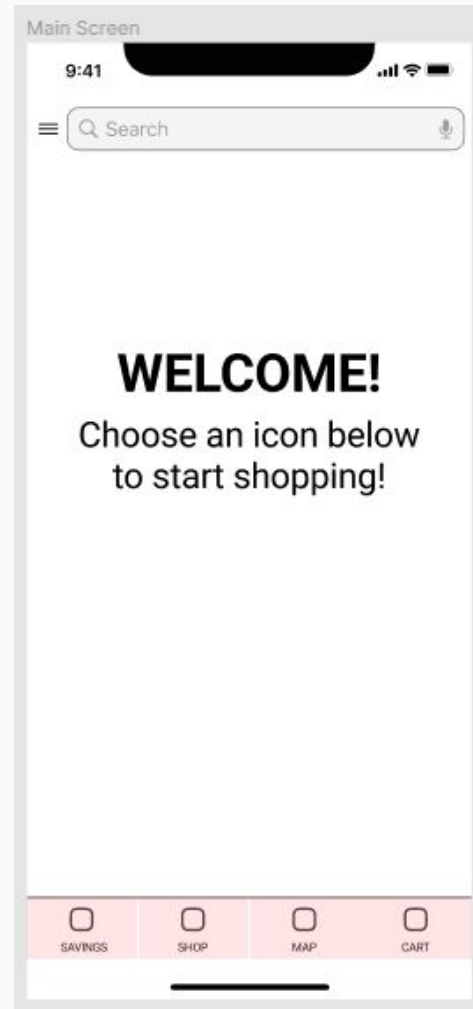 Main Screen
9:41
Search
WELCOME!
Choose an icon below
to start shopping!
SAVINGS SHOP MAP CART